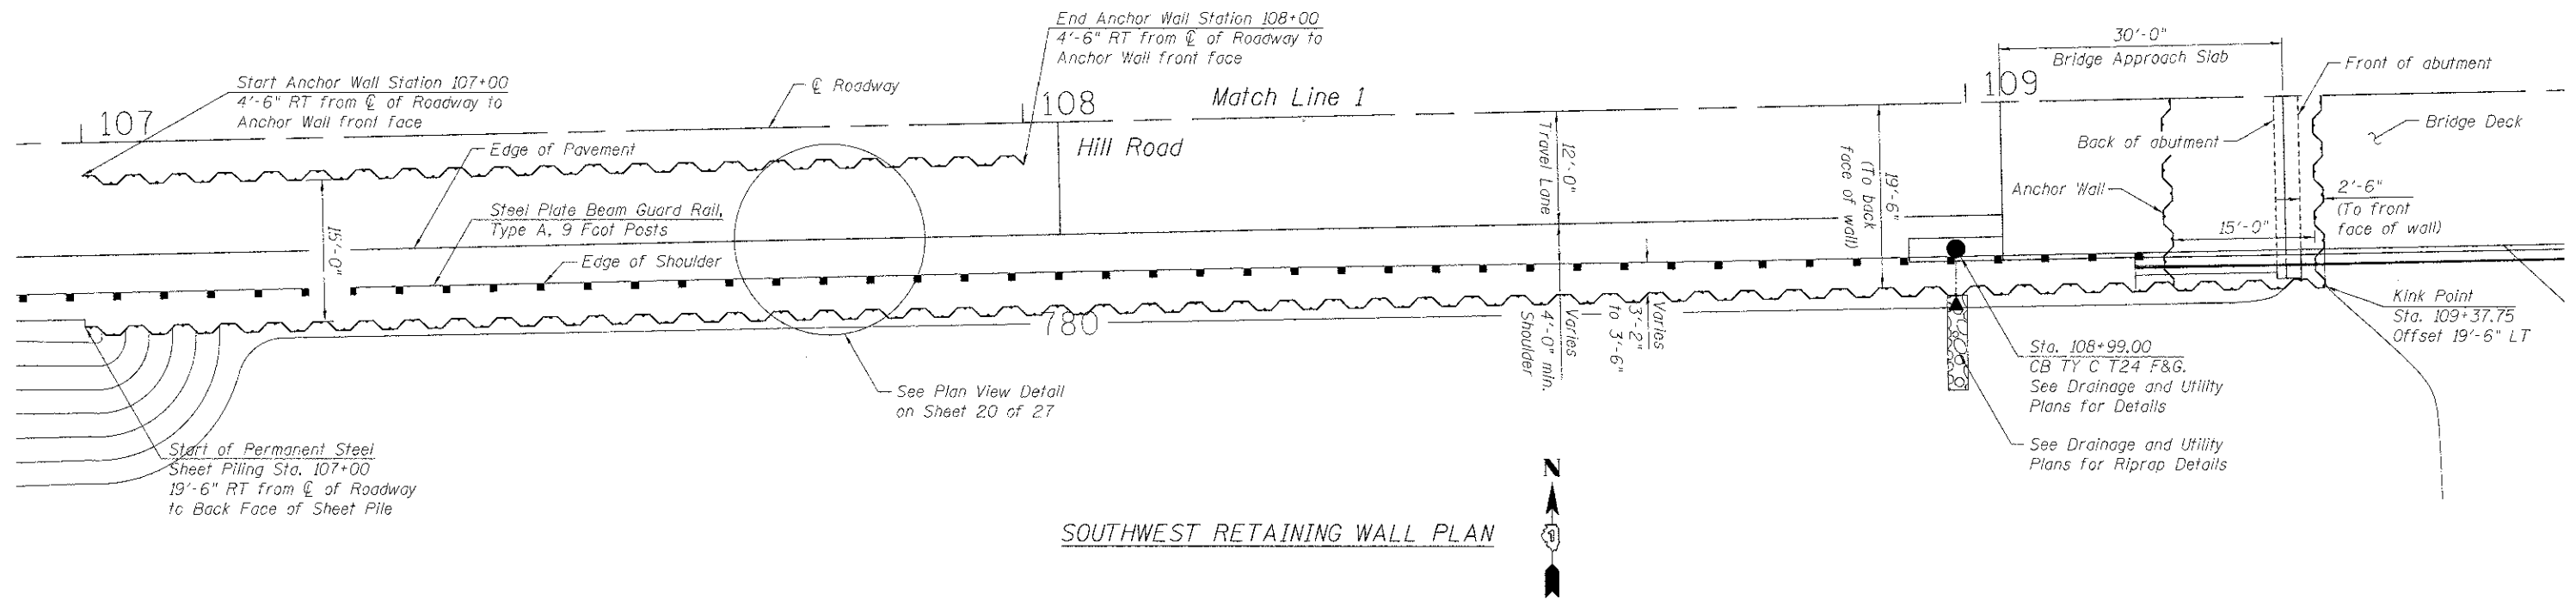 End Anchor Wall Station 108+00
4'-6" RT from ℄ of Roadway to
Anchor Wall front face
Start Anchor Wall Station 107+00
4'-6" RT from ℄ of Roadway to
Anchor Wall front face
℄ Roadway
107
108
Match Line 1
109
30'-0"
Bridge Approach Slab
Front of abutment
Bridge Deck
Back of abutment
Anchor Wall
2'-6"
(To front
face of wall)
15'-0"
Hill Road
Edge of Pavement
Steel Plate Beam Guard Rail,
Type A, 9 Foot Posts
Edge of Shoulder
15'-0"
12'-0"
Travel Lane
19'-6"
(To back
face of wall)
780
Varies
4'-0" min.
Shoulder
Varies
3'-2"
to 3'-6"
Kink Point
Sta. 109+37.75
Offset 19'-6" LT
Sta. 108+99.00
CB TY C T24 F&G.
See Drainage and Utility
Plans for Details
See Drainage and Utility
Plans for Riprap Details
See Plan View Detail
on Sheet 20 of 27
Start of Permanent Steel
Sheet Piling Sta. 107+00
19'-6" RT from ℄ of Roadway
to Back Face of Sheet Pile
N
SOUTHWEST RETAINING WALL PLAN